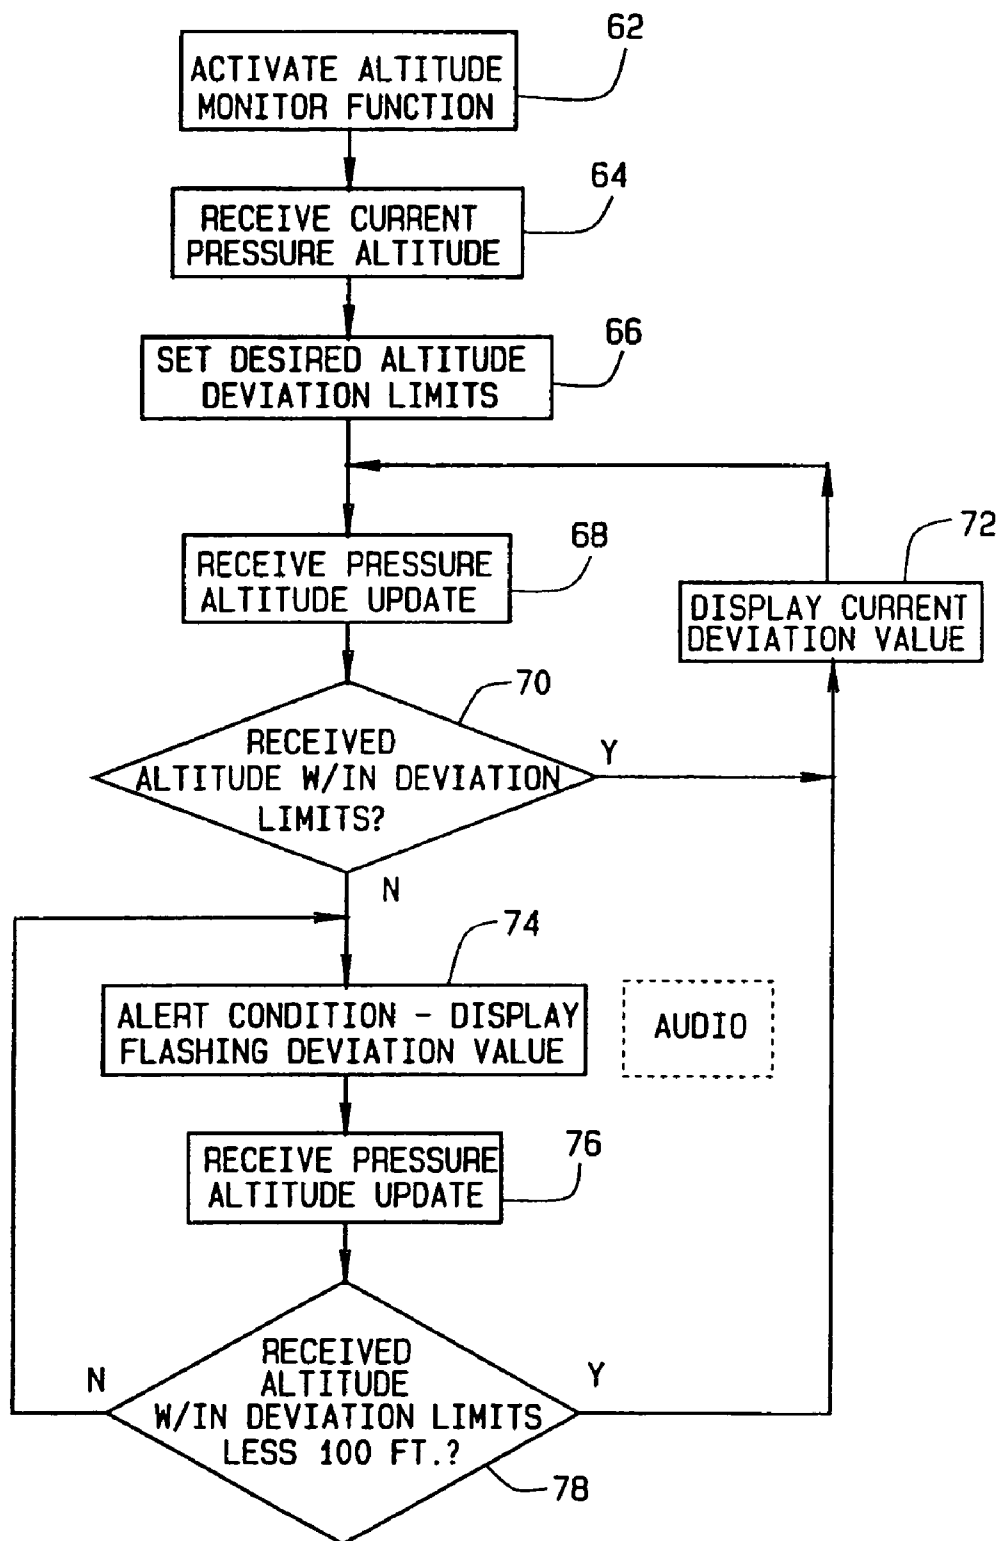 62
ACTIVATE ALTITUDE
MONITOR FUNCTION
64
RECEIVE CURRENT
PRESSURE ALTITUDE
66
SET DESIRED ALTITUDE
DEVIATION LIMITS
68
RECEIVE PRESSURE
ALTITUDE UPDATE
72
DISPLAY CURRENT
DEVIATION VALUE
70
RECEIVED
ALTITUDE W/IN DEVIATION
LIMITS?
Y
N
74
ALERT CONDITION - DISPLAY
FLASHING DEVIATION VALUE
AUDIO
76
RECEIVE PRESSURE
ALTITUDE UPDATE
RECEIVED
ALTITUDE
W/IN DEVIATION LIMITS
LESS 100 FT.?
N
Y
78